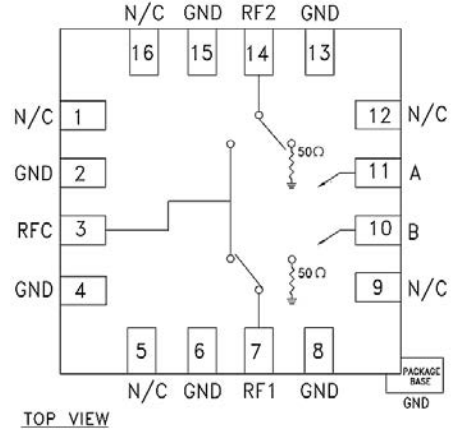 N/C GND RF2 GND
16 15 14 13
N/C 1
12 N/C
50Ω
GND 2
11 A
RFC 3
10 B
50Ω
GND 4
9 N/C
5 6 7 8
N/C GND RF1 GND
PACKAGE
BASE
GND
TOP VIEW